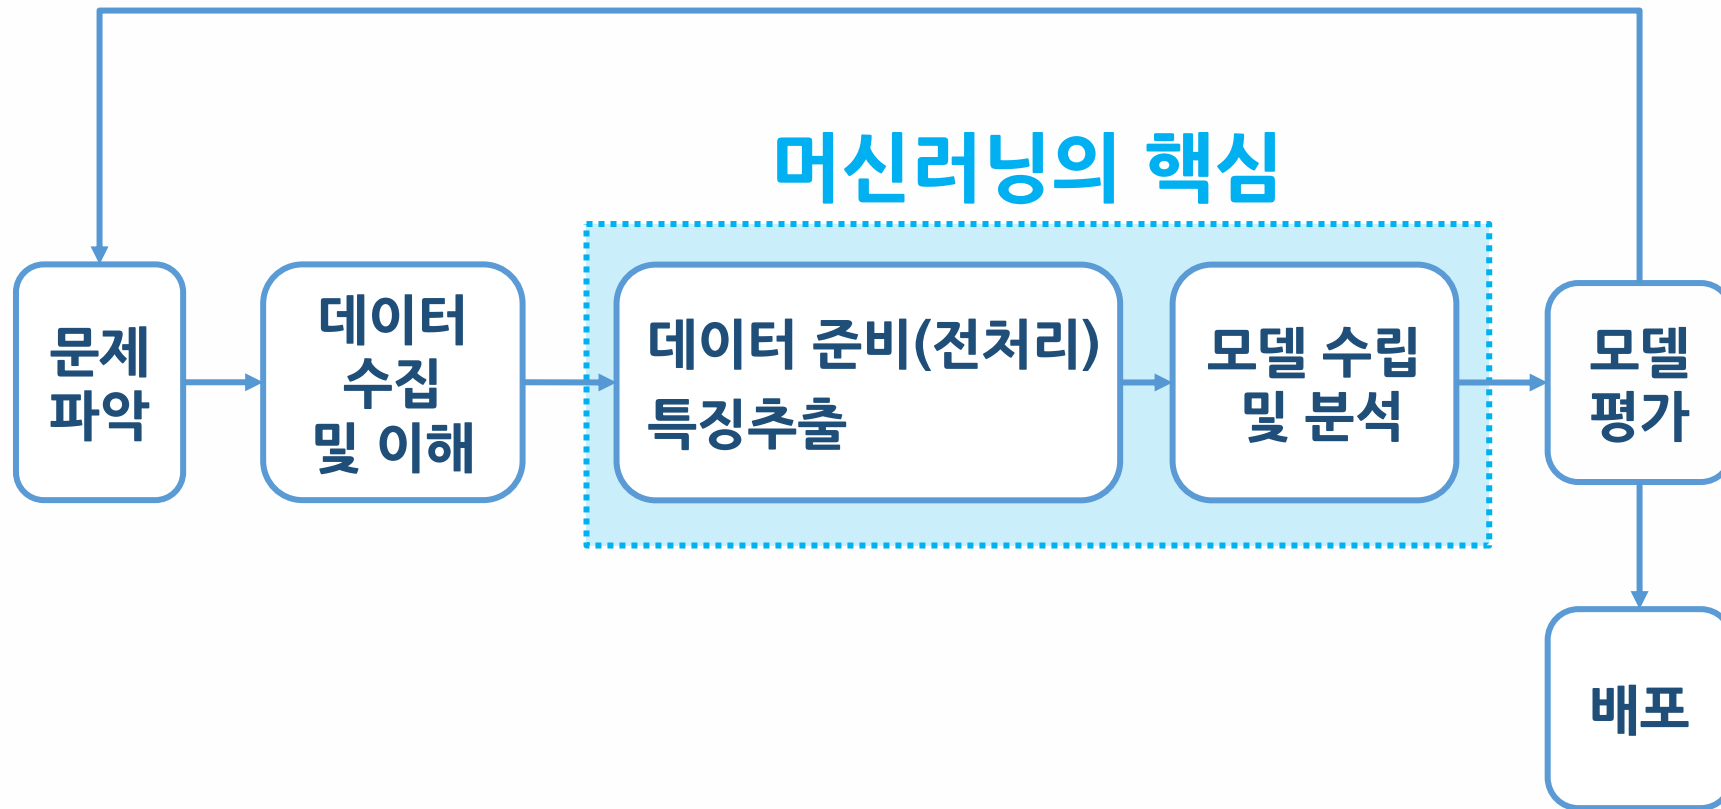 머신러닝의 핵심
문제
파악
데이터
수집
및 이해
데이터 준비(전처리)
특징추출
모델 수립
및 분석
모델
평가
배포